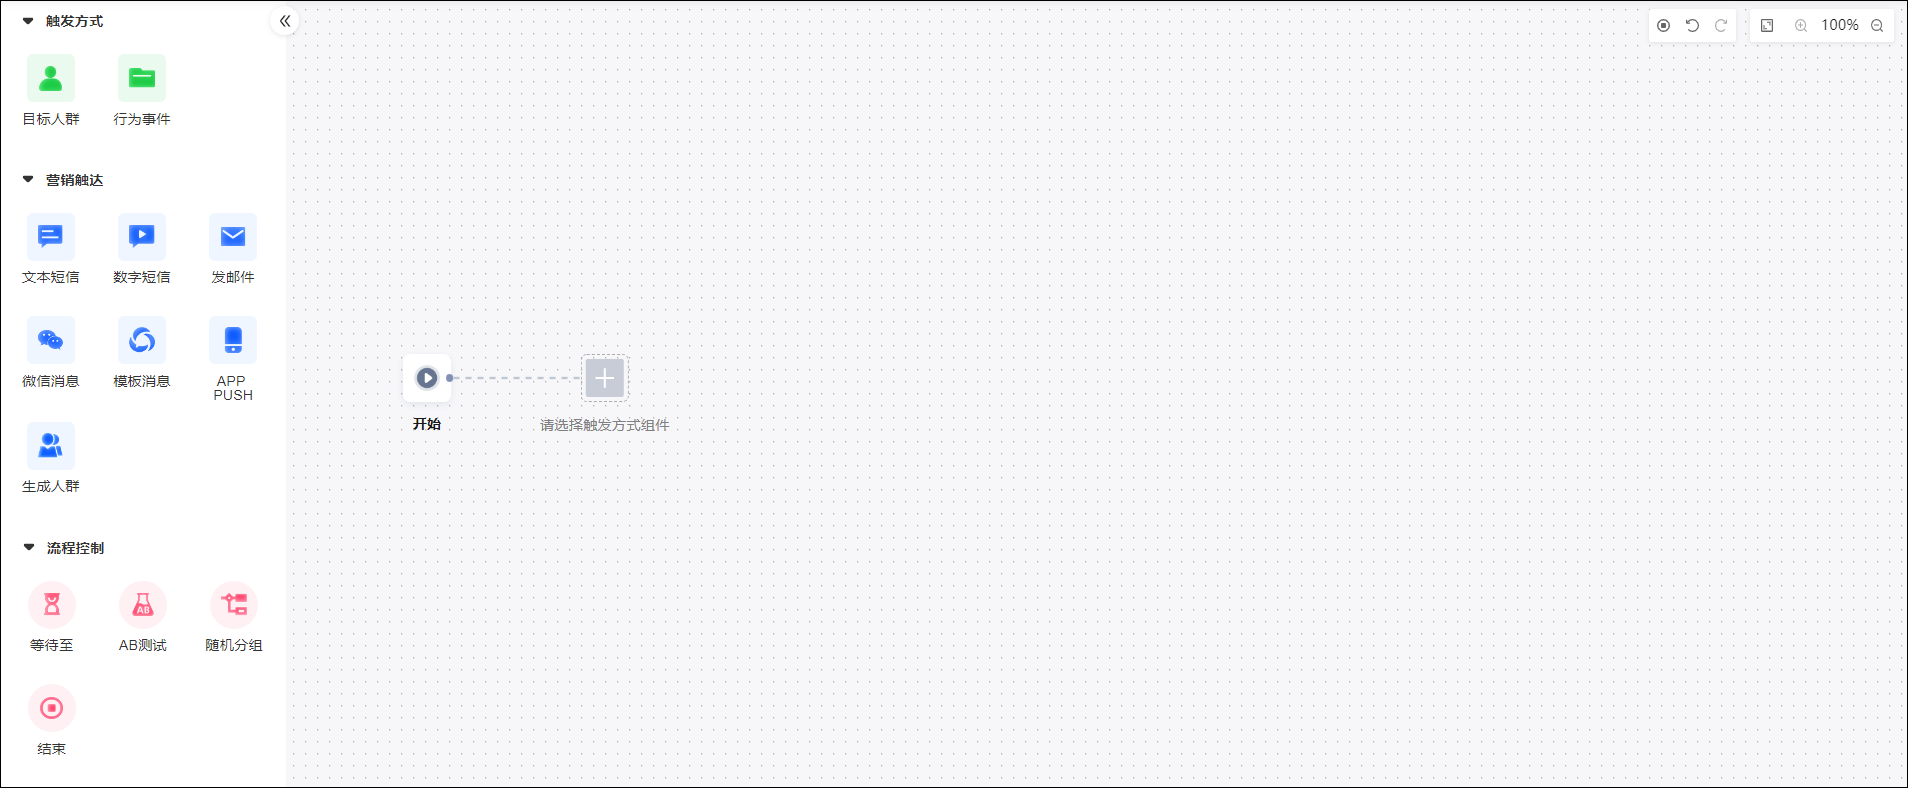 触发方式
目标人群
行为事件
营销触达
文本短信
数字短信
发邮件
微信消息
模板消息
APP
PUSH
生成人群
流程控制
等待至
AB
AB测试
随机分组
结束
100%
开始
请选择触发方式组件